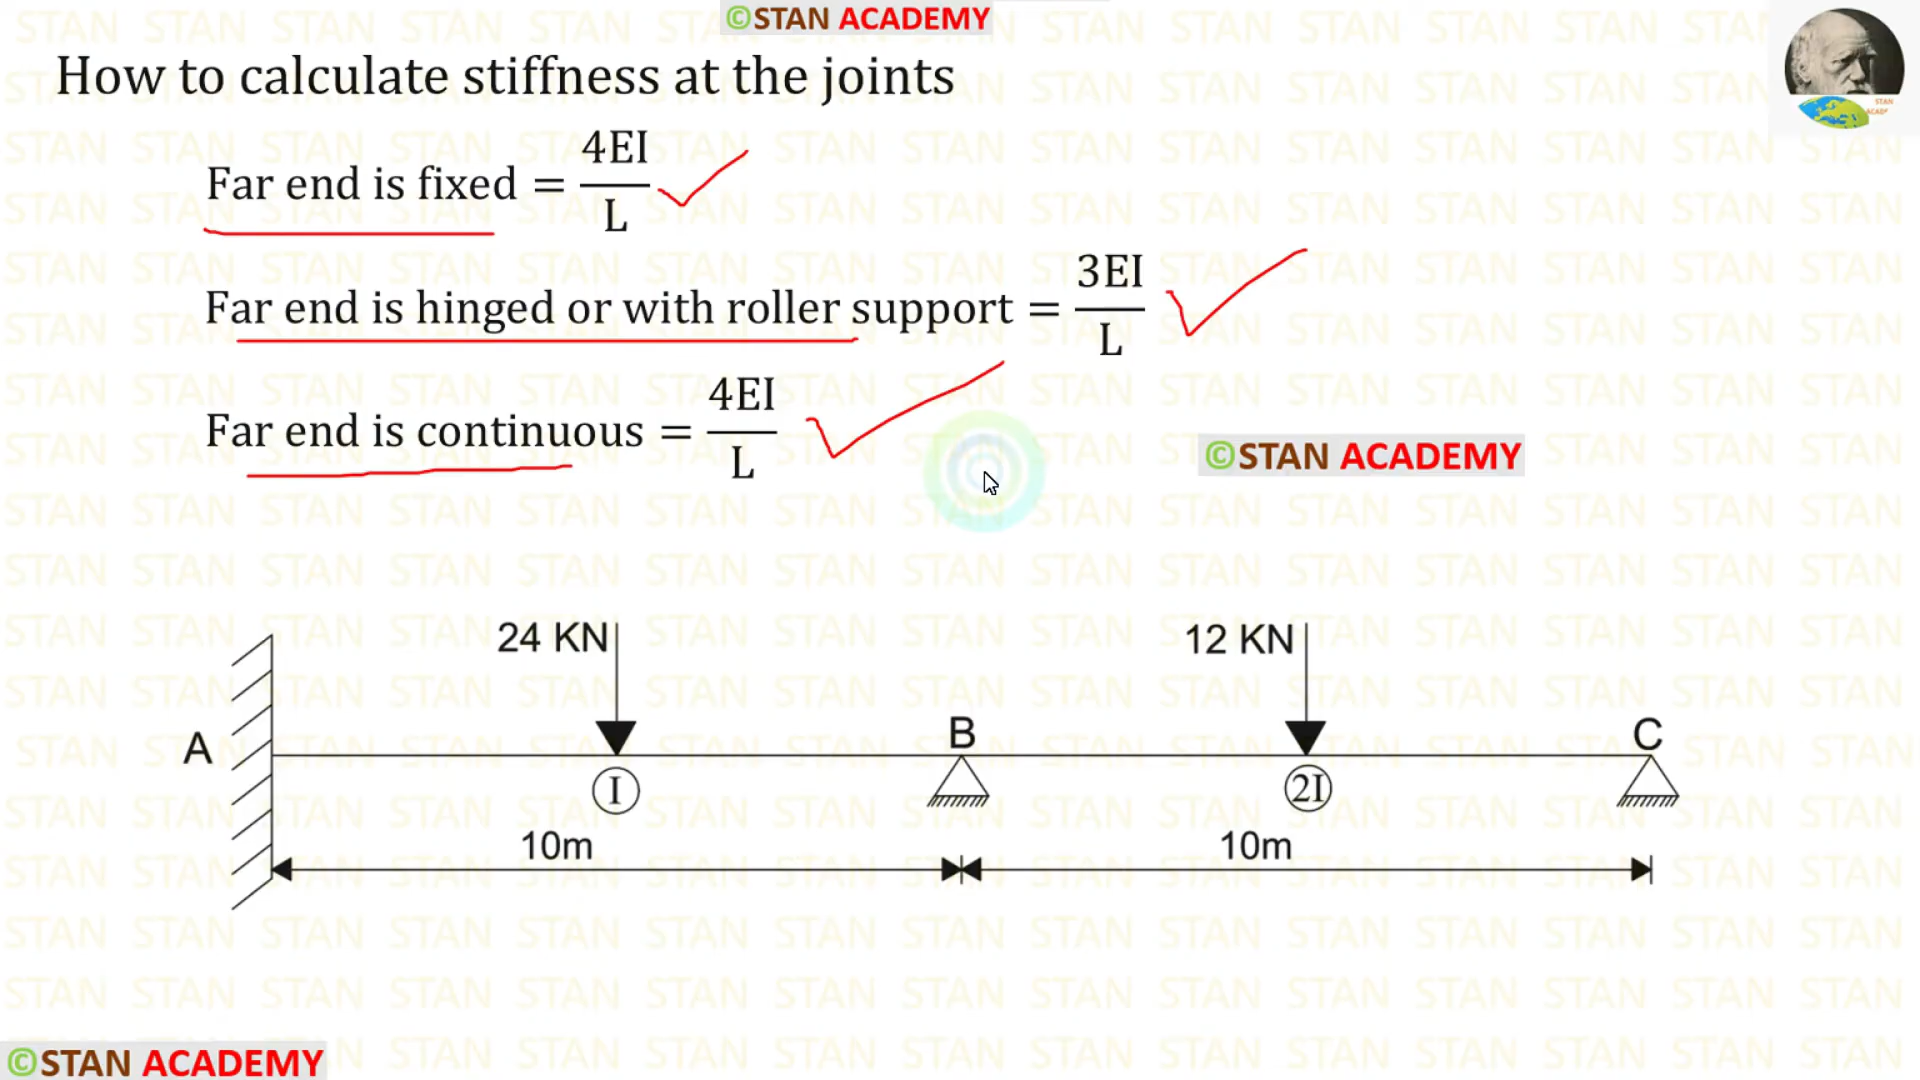 ©STAN ACADEMY
How to calculate stiffness at the joints
Far end is fixed = 4EI/L
Far end is hinged or with roller support = 3EI/L
Far end is continuous = 4EI/L
©STAN ACADEMY
24 KN
12 KN
A
B
C
I
2I
10m
10m
©STAN ACADEMY